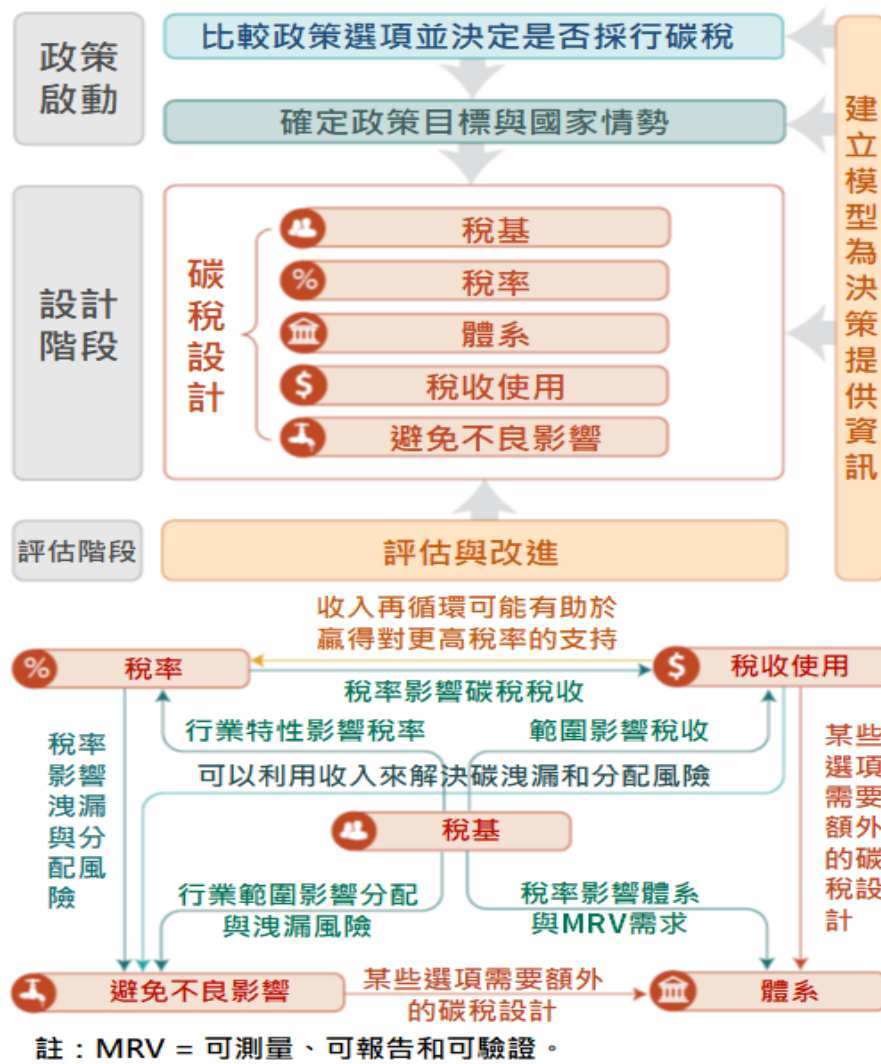 政策
啟動
比較政策選項並決定是否採行碳稅
確定政策目標與國家情勢
設計
階段
碳稅設計
稅基
%
稅率
體系
$
稅收使用
避免不良影響
建立模型為決策提供資訊
評估階段
評估與改進
收入再循環可能有助於
贏得對更高稅率的支持
%
稅率
$
稅收使用
稅率影響碳稅稅收
行業特性影響稅率
範圍影響稅收
稅率
影響
洩漏
與分
配風
險
可以利用收入來解決碳洩漏和分配風險
某些
選項
需要
額外
的碳
稅設
計
稅基
行業範圍影響分配
與洩漏風險
稅率影響體系
與MRV需求
避免不良影響
某些選項需要額外
的碳稅設計
體系
註：MRV = 可測量、可報告和可驗證。